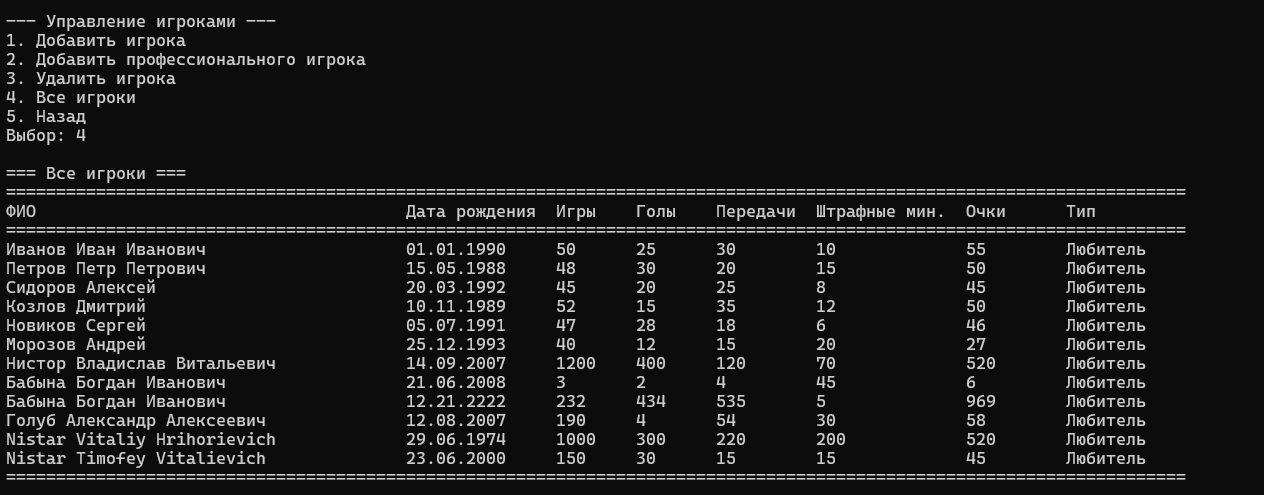 --- Управление игроками ---
1. Добавить игрока
2. Добавить профессионального игрока
3. Удалить игрока
4. Все игроки
5. Назад
Выбор: 4
=== Все игроки ===
======================================================================================================================
ФИО Дата рождения Игры Голы Передачи Штрафные мин. Очки Тип
======================================================================================================================
Иванов Иван Иванович 01.01.1990 50 25 30 10 55 Любитель
Петров Петр Петрович 15.05.1988 48 30 20 15 50 Любитель
Сидоров Алексей 20.03.1992 45 20 25 8 45 Любитель
Козлов Дмитрий 10.11.1989 52 15 35 12 50 Любитель
Новиков Сергей 05.07.1991 47 28 18 6 46 Любитель
Морозов Андрей 25.12.1993 40 12 15 20 27 Любитель
Нистор Владислав Витальевич 14.09.2007 1200 400 120 70 520 Любитель
Бабына Богдан Иванович 21.06.2008 3 2 4 45 6 Любитель
Бабына Богдан Иванович 12.21.2222 232 434 535 5 969 Любитель
Голуб Александр Алексеевич 12.08.2007 190 4 54 30 58 Любитель
Nistar Vitaliy Hrihorievich 29.06.1974 1000 300 220 200 520 Любитель
Nistar Timofey Vitalievich 23.06.2000 150 30 15 15 45 Любитель
======================================================================================================================